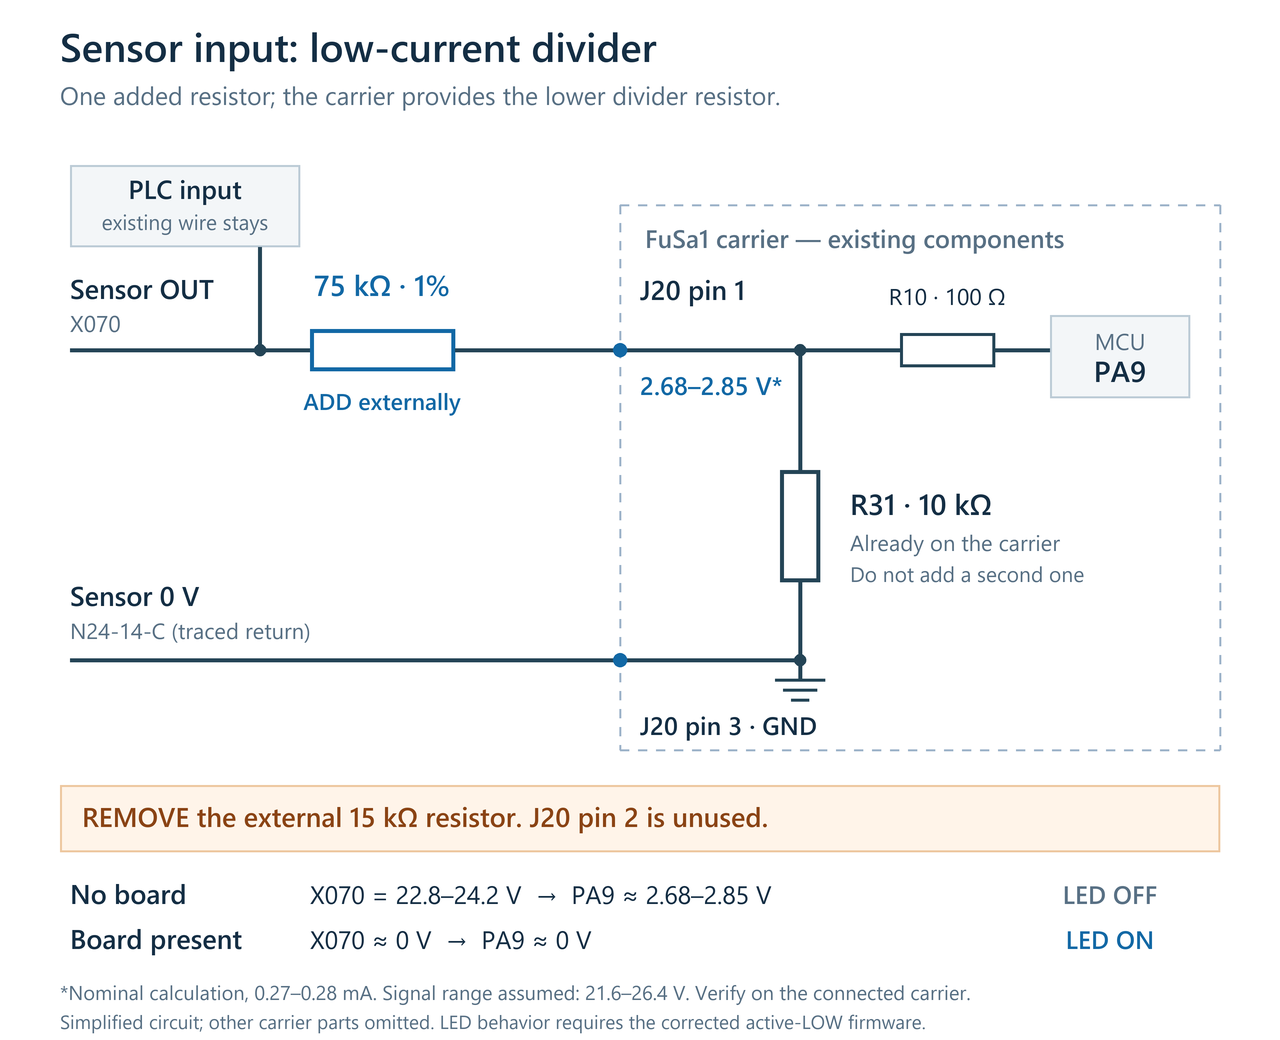 Sensor input: low-current divider
One added resistor; the carrier provides the lower divider resistor.
PLC input
existing wire stays
FuSa1 carrier — existing components
Sensor OUT
X070
75 kΩ · 1%
ADD externally
J20 pin 1
2.68–2.85 V*
R10 · 100 Ω
MCU
PA9
R31 · 10 kΩ
Already on the carrier
Do not add a second one
Sensor 0 V
N24-14-C (traced return)
J20 pin 3 · GND
REMOVE the external 15 kΩ resistor. J20 pin 2 is unused.
No board X070 = 22.8–24.2 V → PA9 ≈ 2.68–2.85 V LED OFF
Board present X070 ≈ 0 V → PA9 ≈ 0 V LED ON
*Nominal calculation, 0.27–0.28 mA. Signal range assumed: 21.6–26.4 V. Verify on the connected carrier.
Simplified circuit; other carrier parts omitted. LED behavior requires the corrected active-LOW firmware.